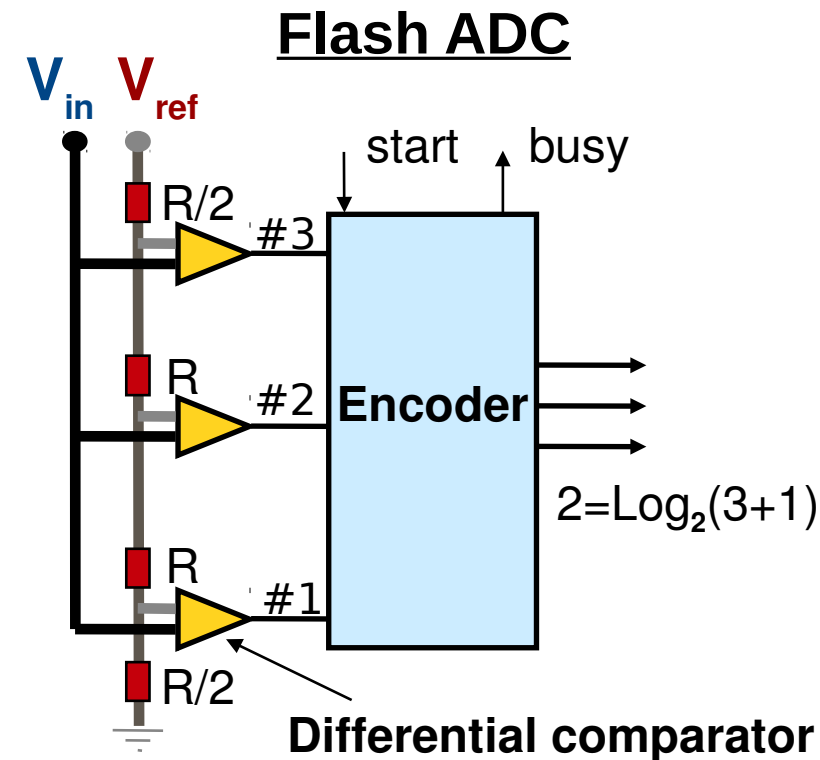 Flash ADC
Vin Vref
start busy
R/2
#3
R
#2
Encoder
2=Log2(3+1)
R
#1
R/2
Differential comparator